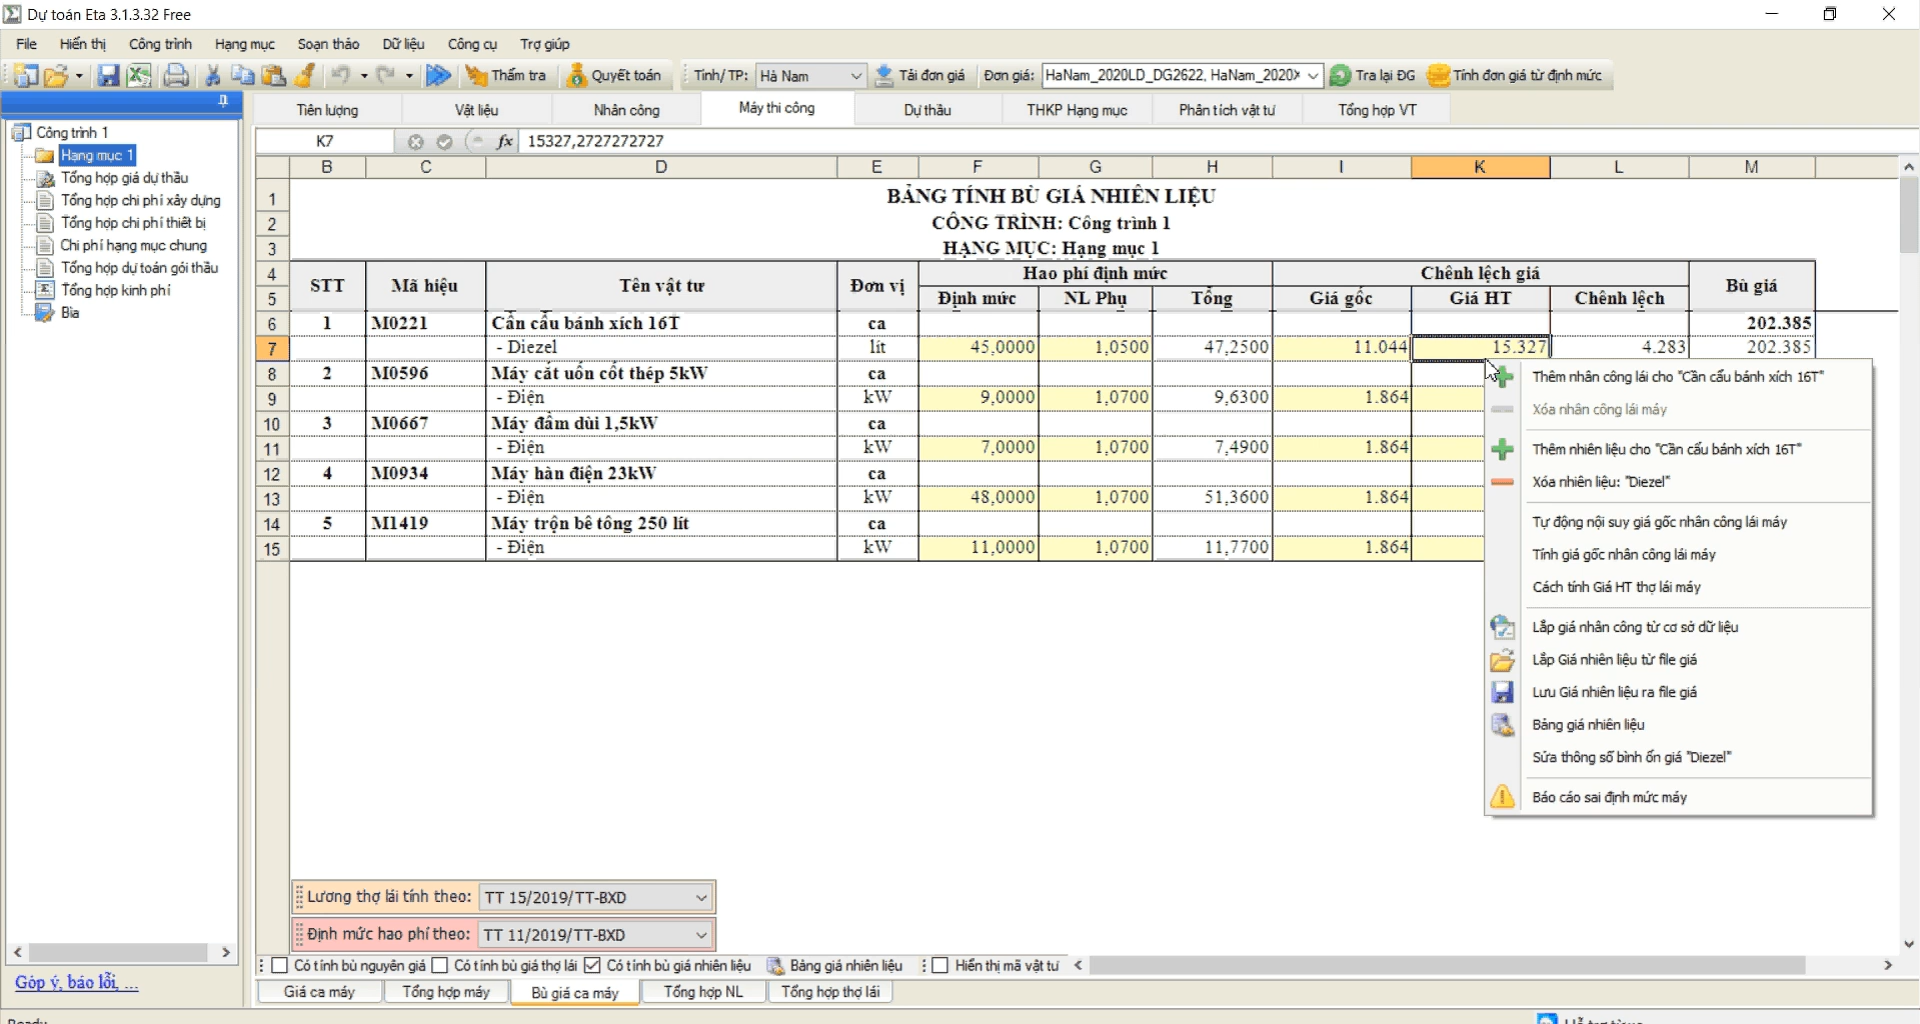 Dự toán Eta 3.1.3.32 Free
File Hiển thị Công trình Hạng mục Soạn thảo Dữ liệu Công cụ Trợ giúp
Thẩm tra Quyết toán Tỉnh/ TP: Hà Nam Tải đơn giá Đơn giá: HaNam_2020LD_DG2622, HaNam_2020X Tra lại ĐG Tính đơn giá từ định mức
Tiên lượng Vật liệu Nhân công Máy thi công Dự thầu THKP Hạng mục Phân tích vật tư Tổng hợp VT
K7 fx 15327,2727272727
Công trình 1
Hạng mục 1
Tổng hợp giá dự thầu
Tổng hợp chi phí xây dựng
Tổng hợp chi phí thiết bị
Chi phí hạng mục chung
Tổng hợp dự toán gói thầu
Tổng hợp kinh phí
Bìa
Góp ý, báo lỗi, ...
B C D E F G H I K L M
1 BẢNG TÍNH BÙ GIÁ NHIÊN LIỆU
2 CÔNG TRÌNH: Công trình 1
3 HẠNG MỤC: Hạng mục 1
4 STT Mã hiệu Tên vật tư Đơn vị Hao phí định mức Chênh lệch giá Bù giá
5 Định mức NL Phụ Tổng Giá gốc Giá HT Chênh lệch
6 1 M0221 Cần cẩu bánh xích 16T ca 202.385
7 - Diezel lít 45,0000 1,0500 47,2500 11.044 15.327 4.283 202.385
8 2 M0596 Máy cắt uốn cốt thép 5kW ca
9 - Điện kW 9,0000 1,0700 9,6300 1.864
10 3 M0667 Máy đầm dùi 1,5kW ca
11 - Điện kW 7,0000 1,0700 7,4900 1.864
12 4 M0934 Máy hàn điện 23kW ca
13 - Điện kW 48,0000 1,0700 51,3600 1.864
14 5 M1419 Máy trộn bê tông 250 lít ca
15 - Điện kW 11,0000 1,0700 11,7700 1.864
Thêm nhân công lái cho "Cần cẩu bánh xích 16T"
Xóa nhân công lái máy
Thêm nhiên liệu cho "Cần cẩu bánh xích 16T"
Xóa nhiên liệu: "Diezel"
Tự động nội suy giá gốc nhân công lái máy
Tính giá gốc nhân công lái máy
Cách tính Giá HT thợ lái máy
Lắp giá nhân công từ cơ sở dữ liệu
Lắp Giá nhiên liệu từ file giá
Lưu Giá nhiên liệu ra file giá
Bảng giá nhiên liệu
Sửa thông số bình ổn giá "Diezel"
Báo cáo sai định mức máy
Lương thợ lái tính theo: TT 15/2019/TT-BXD
Định mức hao phí theo: TT 11/2019/TT-BXD
Có tính bù nguyên giá Có tính bù giá thợ lái Có tính bù giá nhiên liệu Bảng giá nhiên liệu Hiển thị mã vật tư
Giá ca máy Tổng hợp máy Bù giá ca máy Tổng hợp NL Tổng hợp thợ lái